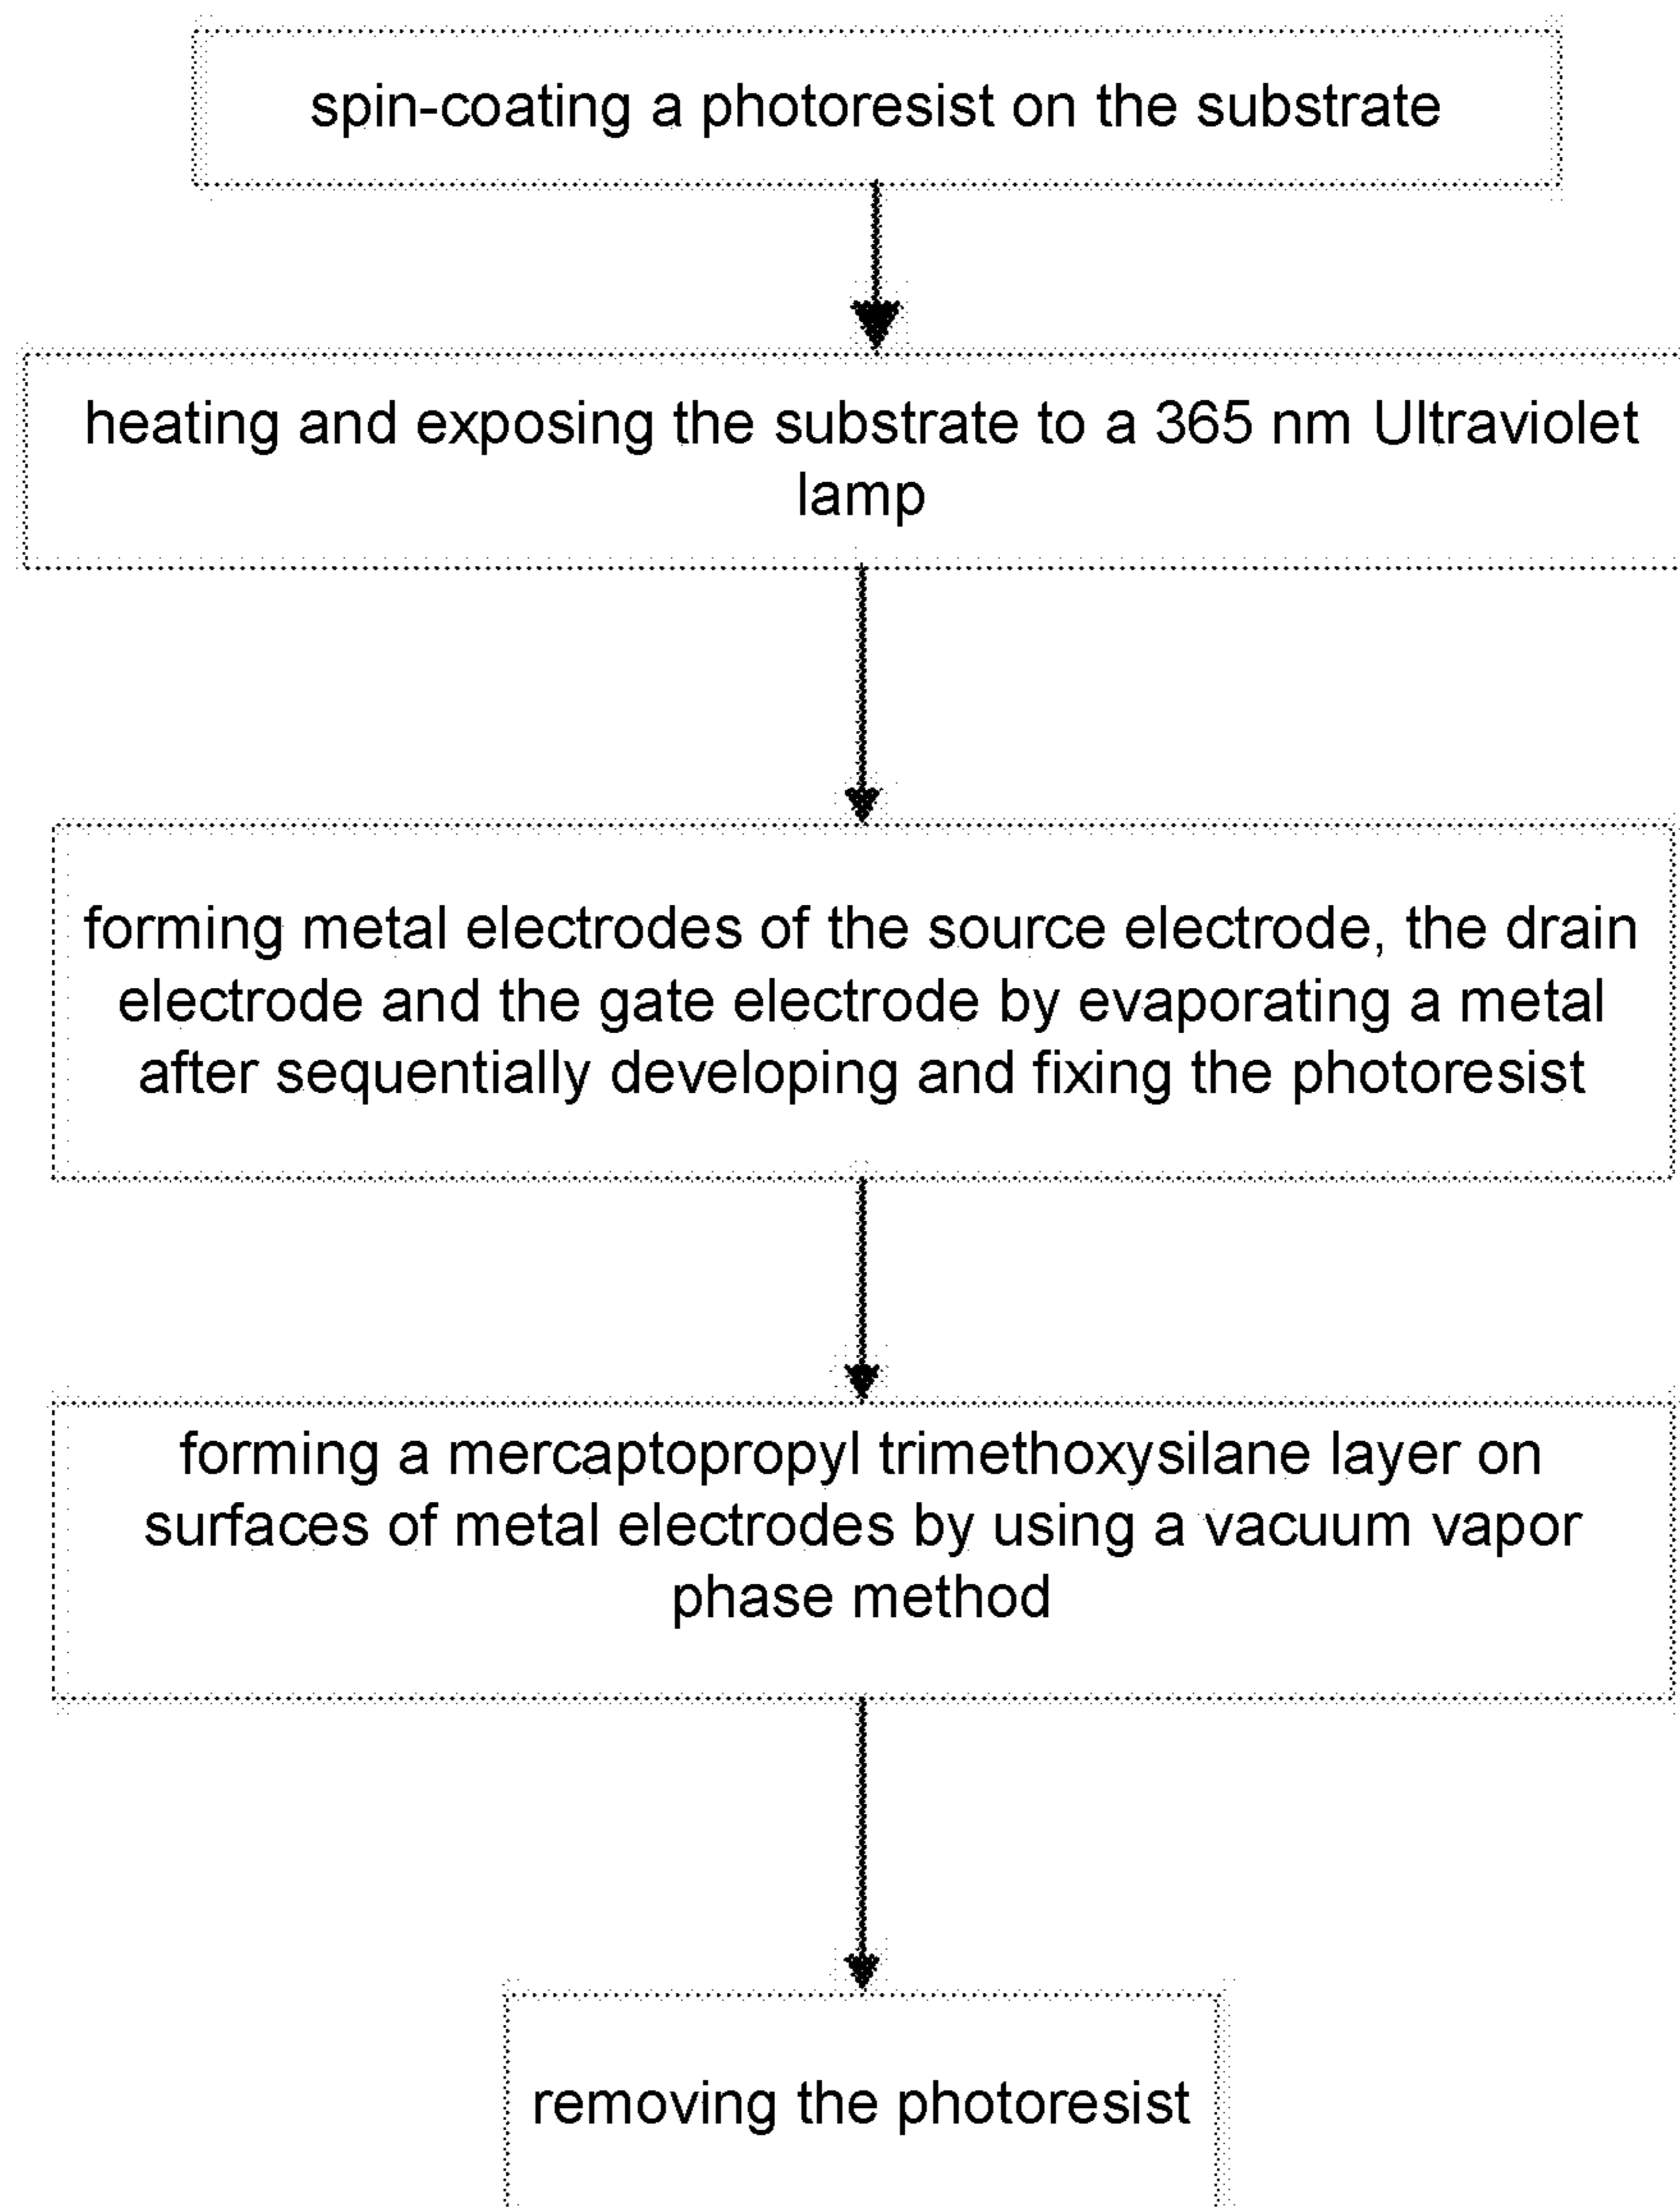 spin-coating a photoresist on the substrate
heating and exposing the substrate to a 365 nm Ultraviolet
lamp
forming metal electrodes of the source electrode, the drain
electrode and the gate electrode by evaporating a metal
after sequentially developing and fixing the photoresist
forming a mercaptopropyl trimethoxysilane layer on
surfaces of metal electrodes by using a vacuum vapor
phase method
removing the photoresist